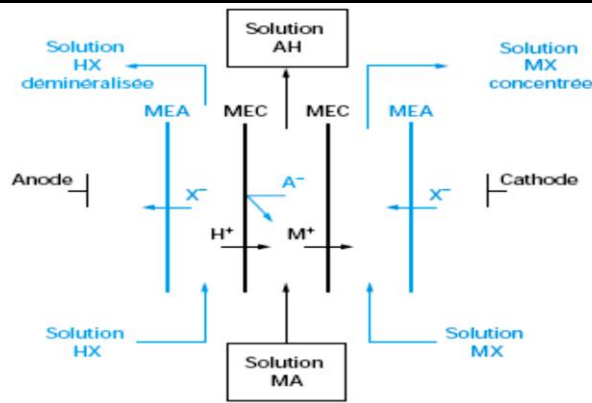 Solution
HX
déminéralisée
Solution
AH
Solution
MX
concentrée
MEA
MEC
MEC
MEA
Anode
X⁻
A⁻
X⁻
Cathode
H⁺
M⁺
Solution
HX
Solution
MA
Solution
MX